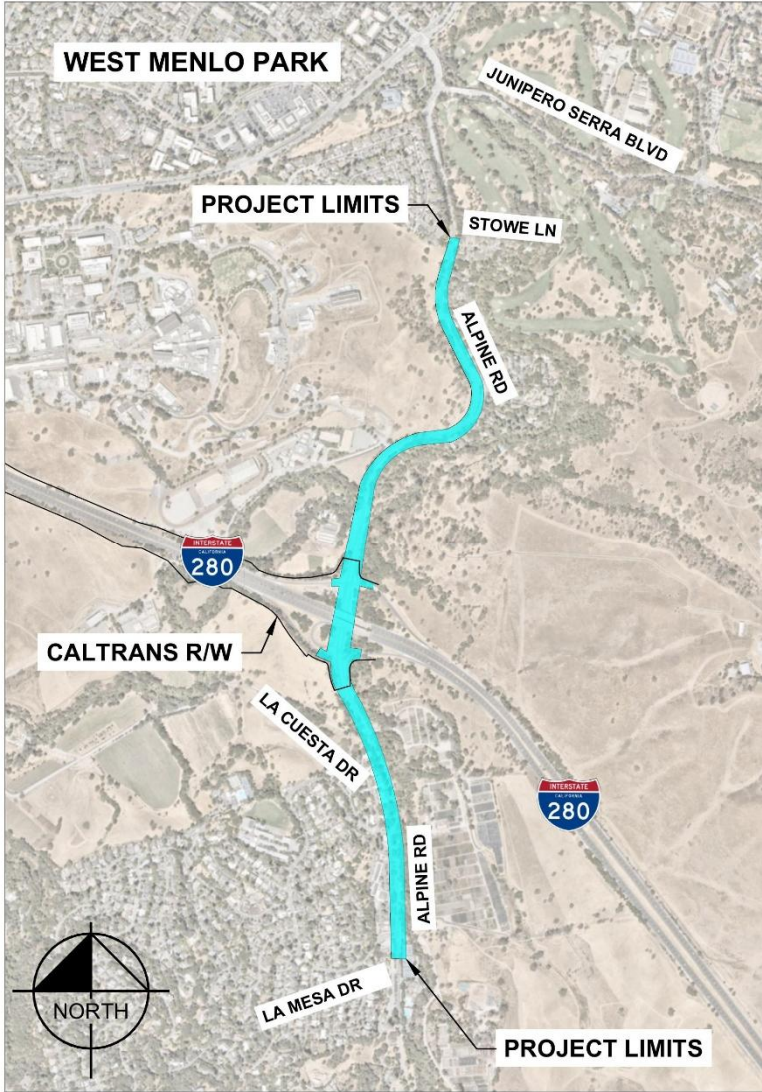 WEST MENLO PARK
JUNIPERO SERRA BLVD
PROJECT LIMITS
STOWE LN
ALPINE RD
INTERSTATE
CALIFORNIA
280
CALTRANS R/W
LA CUESTA DR
INTERSTATE
CALIFORNIA
280
ALPINE RD
NORTH
LA MESA DR
PROJECT LIMITS